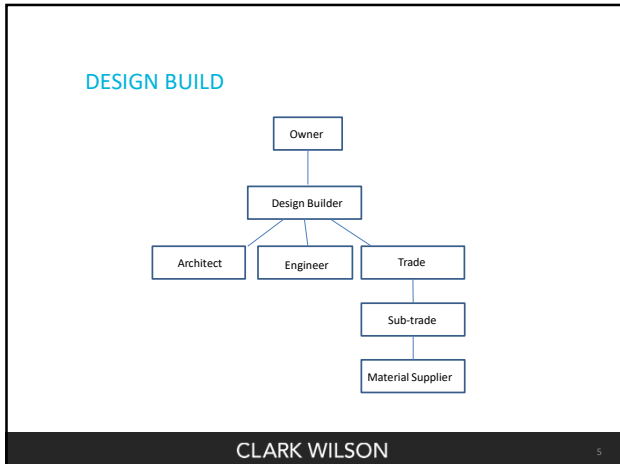 DESIGN BUILD
Owner
Design Builder
Architect
Engineer
Trade
Sub-trade
Material Supplier
CLARK WILSON
5